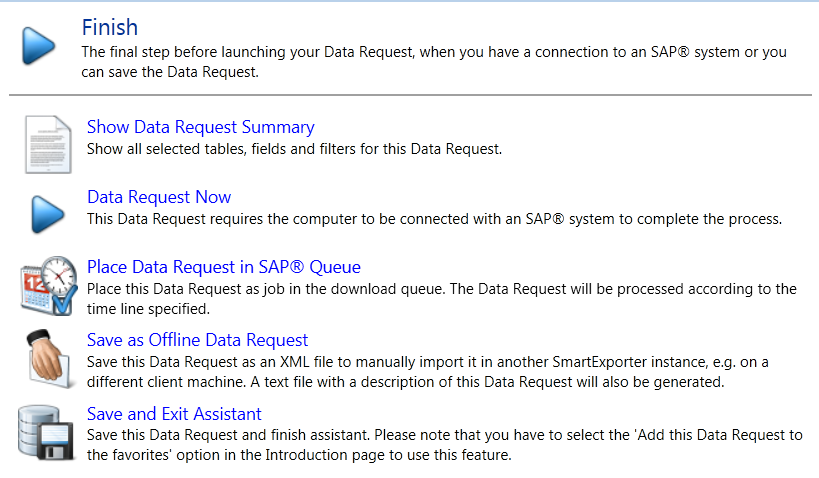 Finish
The final step before launching your Data Request, when you have a connection to an SAP® system or you
can save the Data Request.
Show Data Request Summary
Show all selected tables, fields and filters for this Data Request.
Data Request Now
This Data Request requires the computer to be connected with an SAP® system to complete the process.
Place Data Request in SAP® Queue
Place this Data Request as job in the download queue. The Data Request will be processed according to the
time line specified.
Save as Offline Data Request
Save this Data Request as an XML file to manually import it in another SmartExporter instance, e.g. on a
different client machine. A text file with a description of this Data Request will also be generated.
Save and Exit Assistant
Save this Data Request and finish assistant. Please note that you have to select the 'Add this Data Request to
the favorites' option in the Introduction page to use this feature.